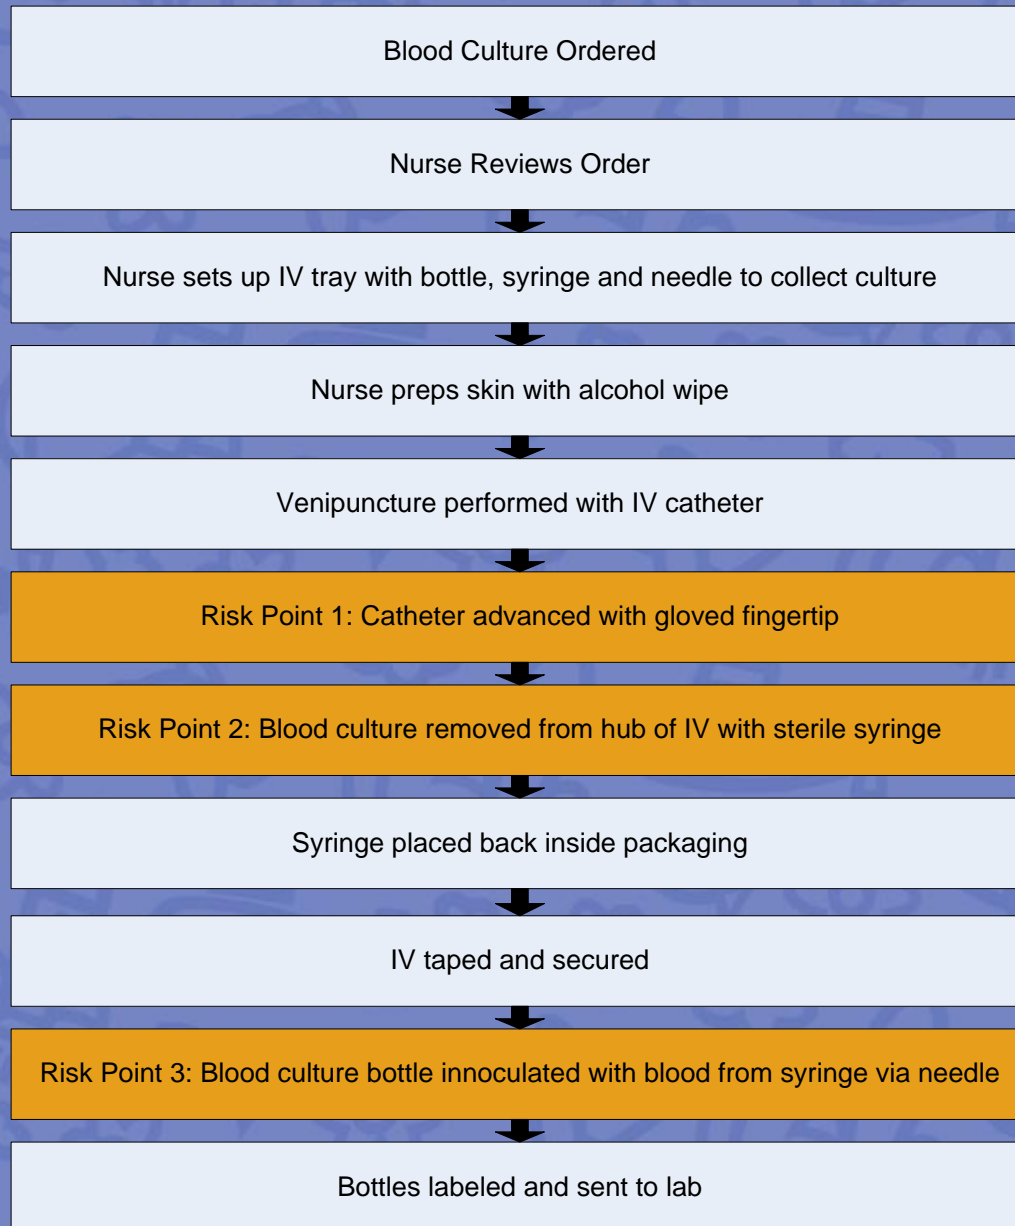 Blood Culture Ordered
Nurse Reviews Order
Nurse sets up IV tray with bottle, syringe and needle to collect culture
Nurse preps skin with alcohol wipe
Venipuncture performed with IV catheter
Risk Point 1: Catheter advanced with gloved fingertip
Risk Point 2: Blood culture removed from hub of IV with sterile syringe
Syringe placed back inside packaging
IV taped and secured
Risk Point 3: Blood culture bottle innoculated with blood from syringe via needle
Bottles labeled and sent to lab